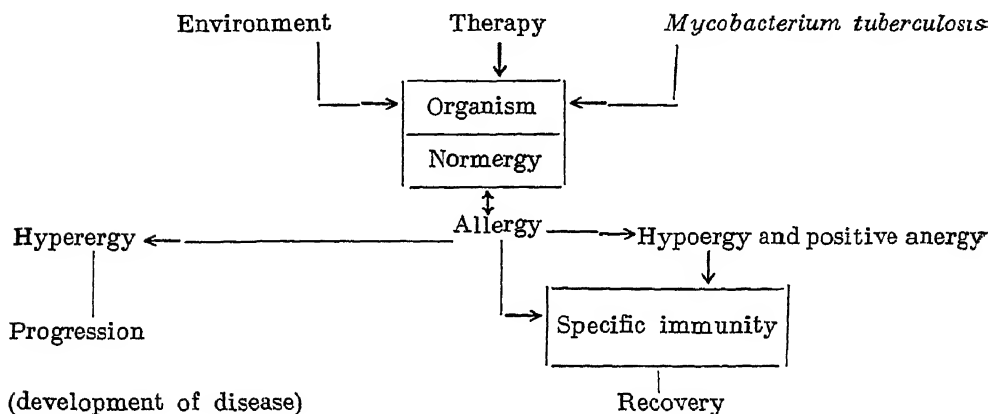 Environment Therapy Mycobacterium tuberculosis
Organism
Normergy
Allergy
Hyperergy Hypoergy and positive anergy
Progression Specific immunity
(development of disease) Recovery